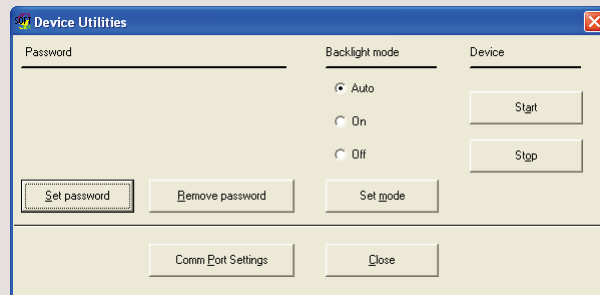 SOFT Device Utilities
Password
Backlight mode
Device
Auto
On
Off
Start
Stop
Set password
Remove password
Set mode
Comm Port Settings
Close